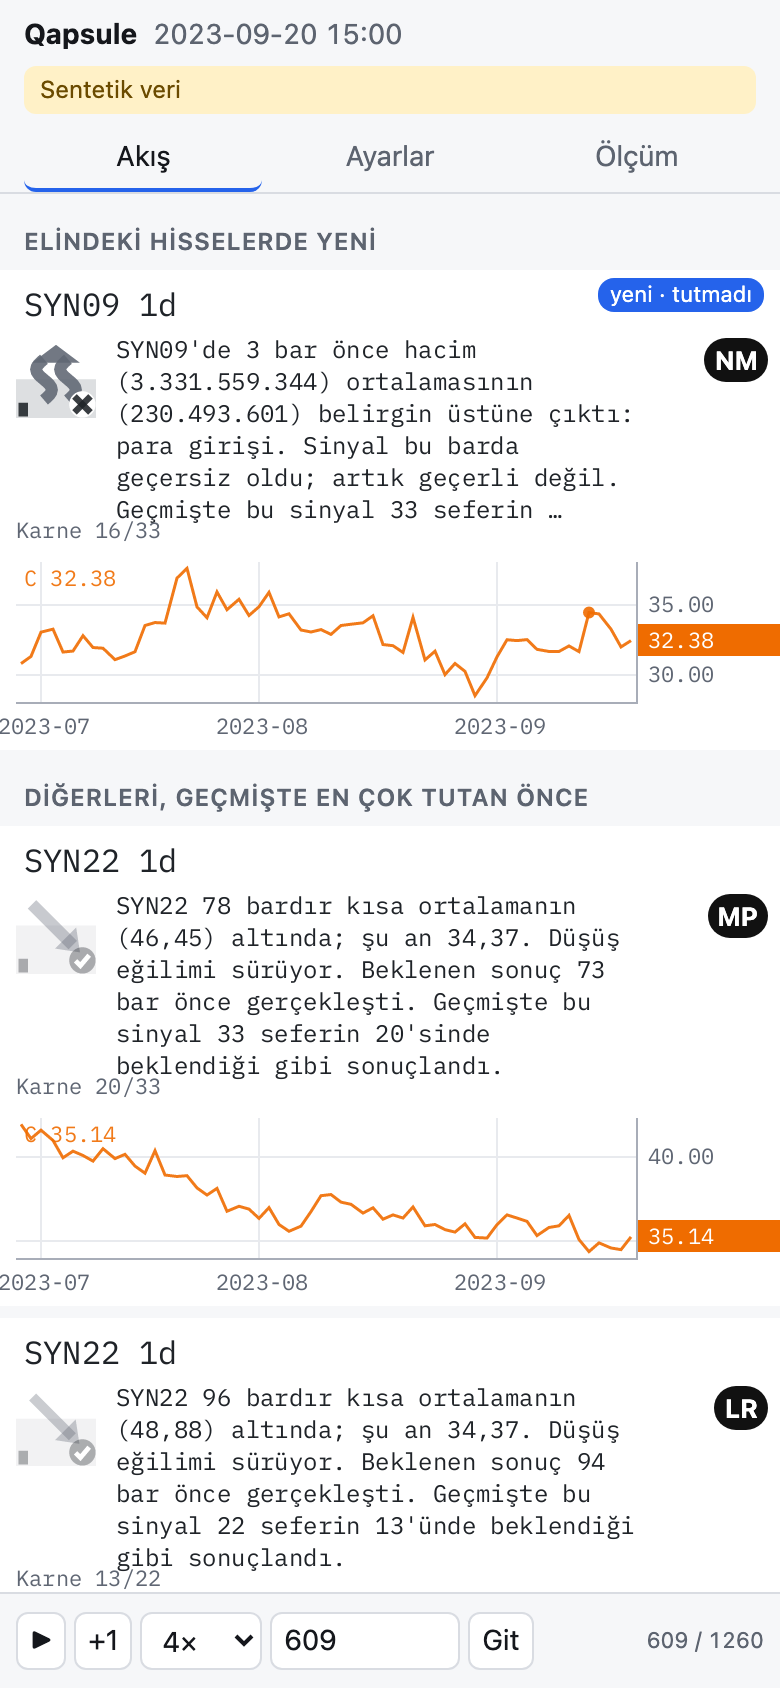 Qapsule 2023-09-20 15:00
Sentetik veri
Akış Ayarlar Ölçüm
ELİNDEKİ HİSSELERDE YENİ
SYN09 1d yeni · tutmadı
SYN09'de 3 bar önce hacim
NM
(3.331.559.344) ortalamasının
(230.493.601) belirgin üstüne çıktı:
para girişi. Sinyal bu barda
geçersiz oldu; artık geçerli değil.
Geçmişte bu sinyal 33 seferin …
Karne 16/33
C 32.38
35.00
32.38
30.00
2023-07 2023-08 2023-09
DİĞERLERİ, GEÇMİŞTE EN ÇOK TUTAN ÖNCE
SYN22 1d
SYN22 78 bardır kısa ortalamanın
MP
(46,45) altında; şu an 34,37. Düşüş
eğilimi sürüyor. Beklenen sonuç 73
bar önce gerçekleşti. Geçmişte bu
sinyal 33 seferin 20'sinde
beklendiği gibi sonuçlandı.
Karne 20/33
C 35.14
40.00
35.14
2023-07 2023-08 2023-09
SYN22 1d
SYN22 96 bardır kısa ortalamanın
LR
(48,88) altında; şu an 34,37. Düşüş
eğilimi sürüyor. Beklenen sonuç 94
bar önce gerçekleşti. Geçmişte bu
sinyal 22 seferin 13'ünde beklendiği
gibi sonuçlandı.
Karne 13/22
+1 4× 609 Git 609 / 1260